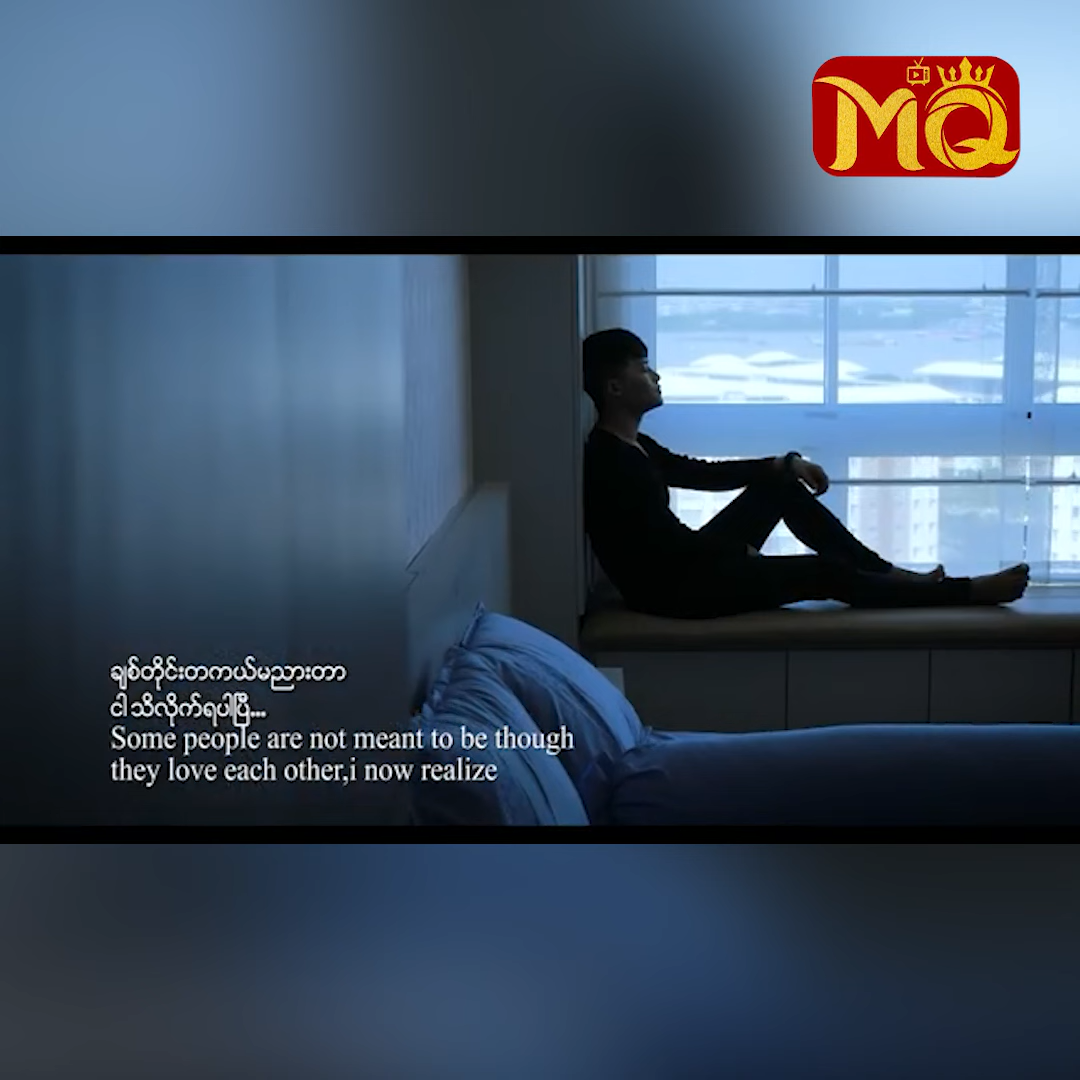 MQ
ချစ်တိုင်းတကယ်မညားတာ
ငါသိလိုက်ရပါပြီ...
Some people are not meant to be though
they love each other,i now realize